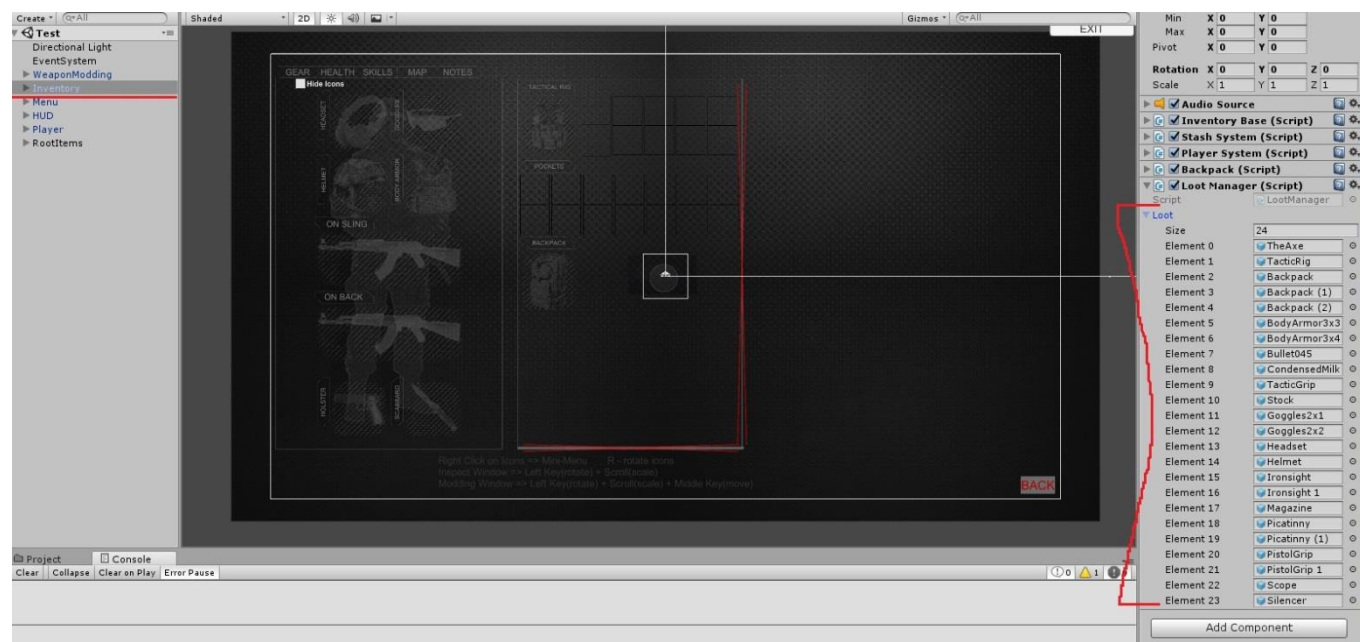 Create
All
Test
Directional Light
EventSystem
WeaponModding
Inventory
Menu
HUD
Player
RootItems
Shaded
2D
Gizmos
All
EXIT
GEAR HEALTH SKILLS MAP NOTES
Hide Icons
HEADSET
GOGGLES
HELMET
BODY ARMOR
ON SLING
ON BACK
HOLSTER
SCABBARD
TACTICAL RIG
POCKETS
BACKPACK
Right Click on Icons => Mini-Menu R - rotate icons
Inspect Window => Left Key(rotate) + Scroll(scale)
Modding Window => Left Key(rotate) + Scroll(scale) + Middle Key(move)
BACK
Project Console
Clear Collapse Clear on Play Error Pause
0 1
Min X 0 Y 0
Max X 0 Y 0
Pivot X 0 Y 0
Rotation X 0 Y 0 Z 0
Scale X 1 Y 1 Z 1
Audio Source
Inventory Base (Script)
Stash System (Script)
Player System (Script)
Backpack (Script)
Loot Manager (Script)
Script LootManager
Loot
Size 24
Element 0 TheAxe
Element 1 TacticRig
Element 2 Backpack
Element 3 Backpack (1)
Element 4 Backpack (2)
Element 5 BodyArmor3x3
Element 6 BodyArmor3x4
Element 7 Bullet045
Element 8 CondensedMilk
Element 9 TacticGrip
Element 10 Stock
Element 11 Goggles2x1
Element 12 Goggles2x2
Element 13 Headset
Element 14 Helmet
Element 15 Ironsight
Element 16 Ironsight 1
Element 17 Magazine
Element 18 Picatinny
Element 19 Picatinny (1)
Element 20 PistolGrip
Element 21 PistolGrip 1
Element 22 Scope
Element 23 Silencer
Add Component